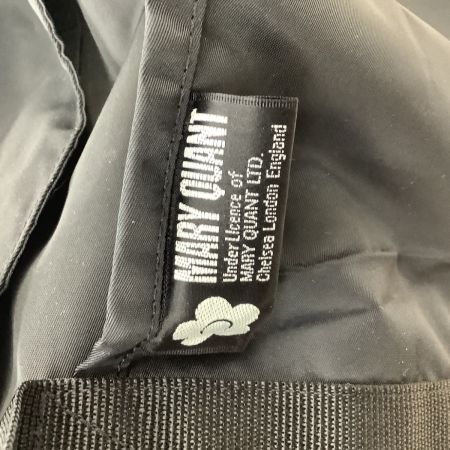 MARY QUANT
Under Licence of
MARY QUANT LTD.
Chelsea London England